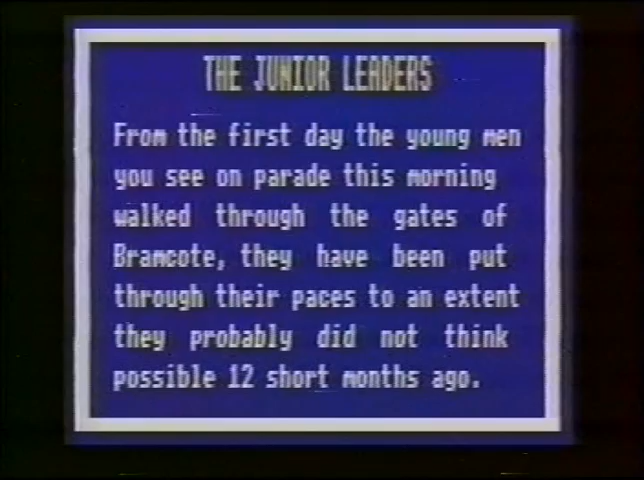 THE JUNIOR LEADERS
From the first day the young men
you see on parade this morning
walked through the gates of
Bramcote, they have been put
through their paces to an extent
they probably did not think
possible 12 short months ago.